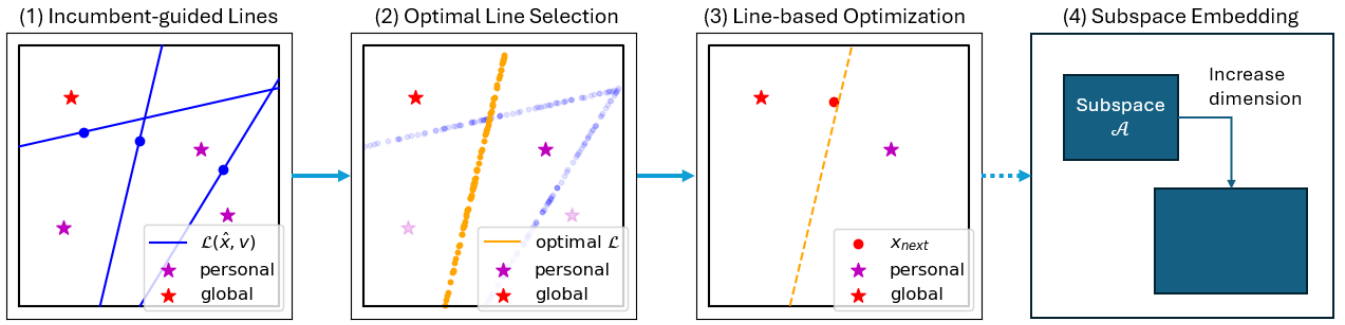 (1) Incumbent-guided Lines
(2) Optimal Line Selection
(3) Line-based Optimization
(4) Subspace Embedding
ℒ(x̂, v)
personal
global
optimal ℒ
personal
global
x_next
personal
global
Subspace
𝒜
Increase
dimension